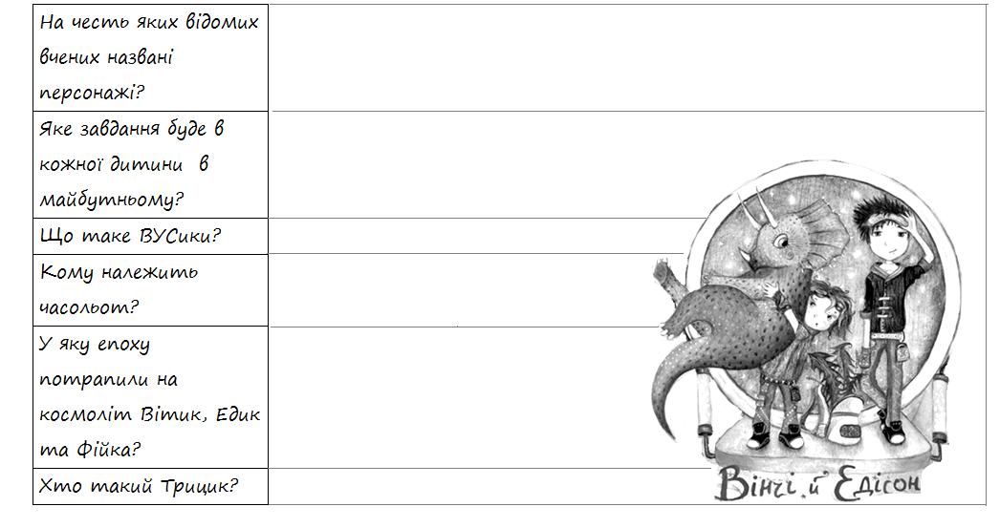 На честь яких відомих
вчених названі
персонажі?
Яке завдання буде в
кожної дитини в
майбутньому?
Що таке ВУСики?
Кому належить
часольот?
У яку епоху
потрапили на
космоліт Вітик, Едик
та Фійка?
Хто такий Трицик?
Вінчі й Едісон